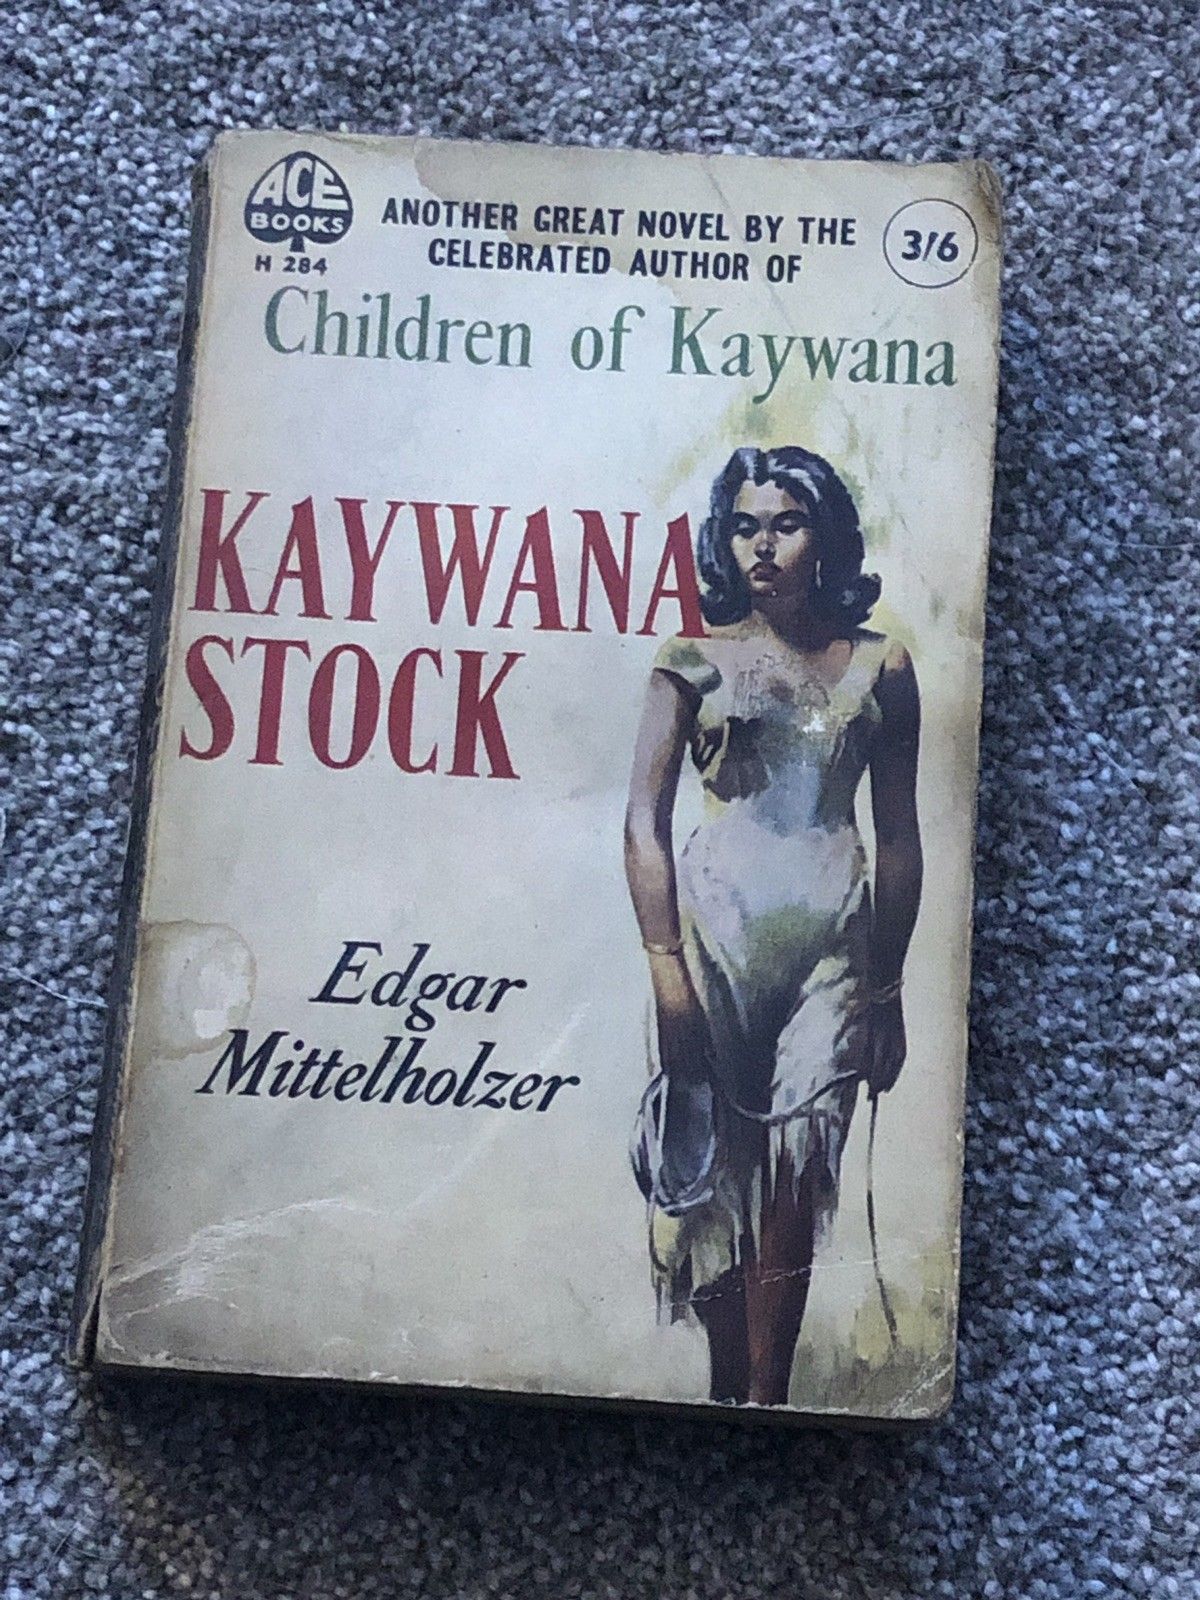 ACE
BOOKS
H 284
ANOTHER GREAT NOVEL BY THE
CELEBRATED AUTHOR OF
3/6
Children of Kaywana
KAYWANA
STOCK
Edgar
Mittelholzer